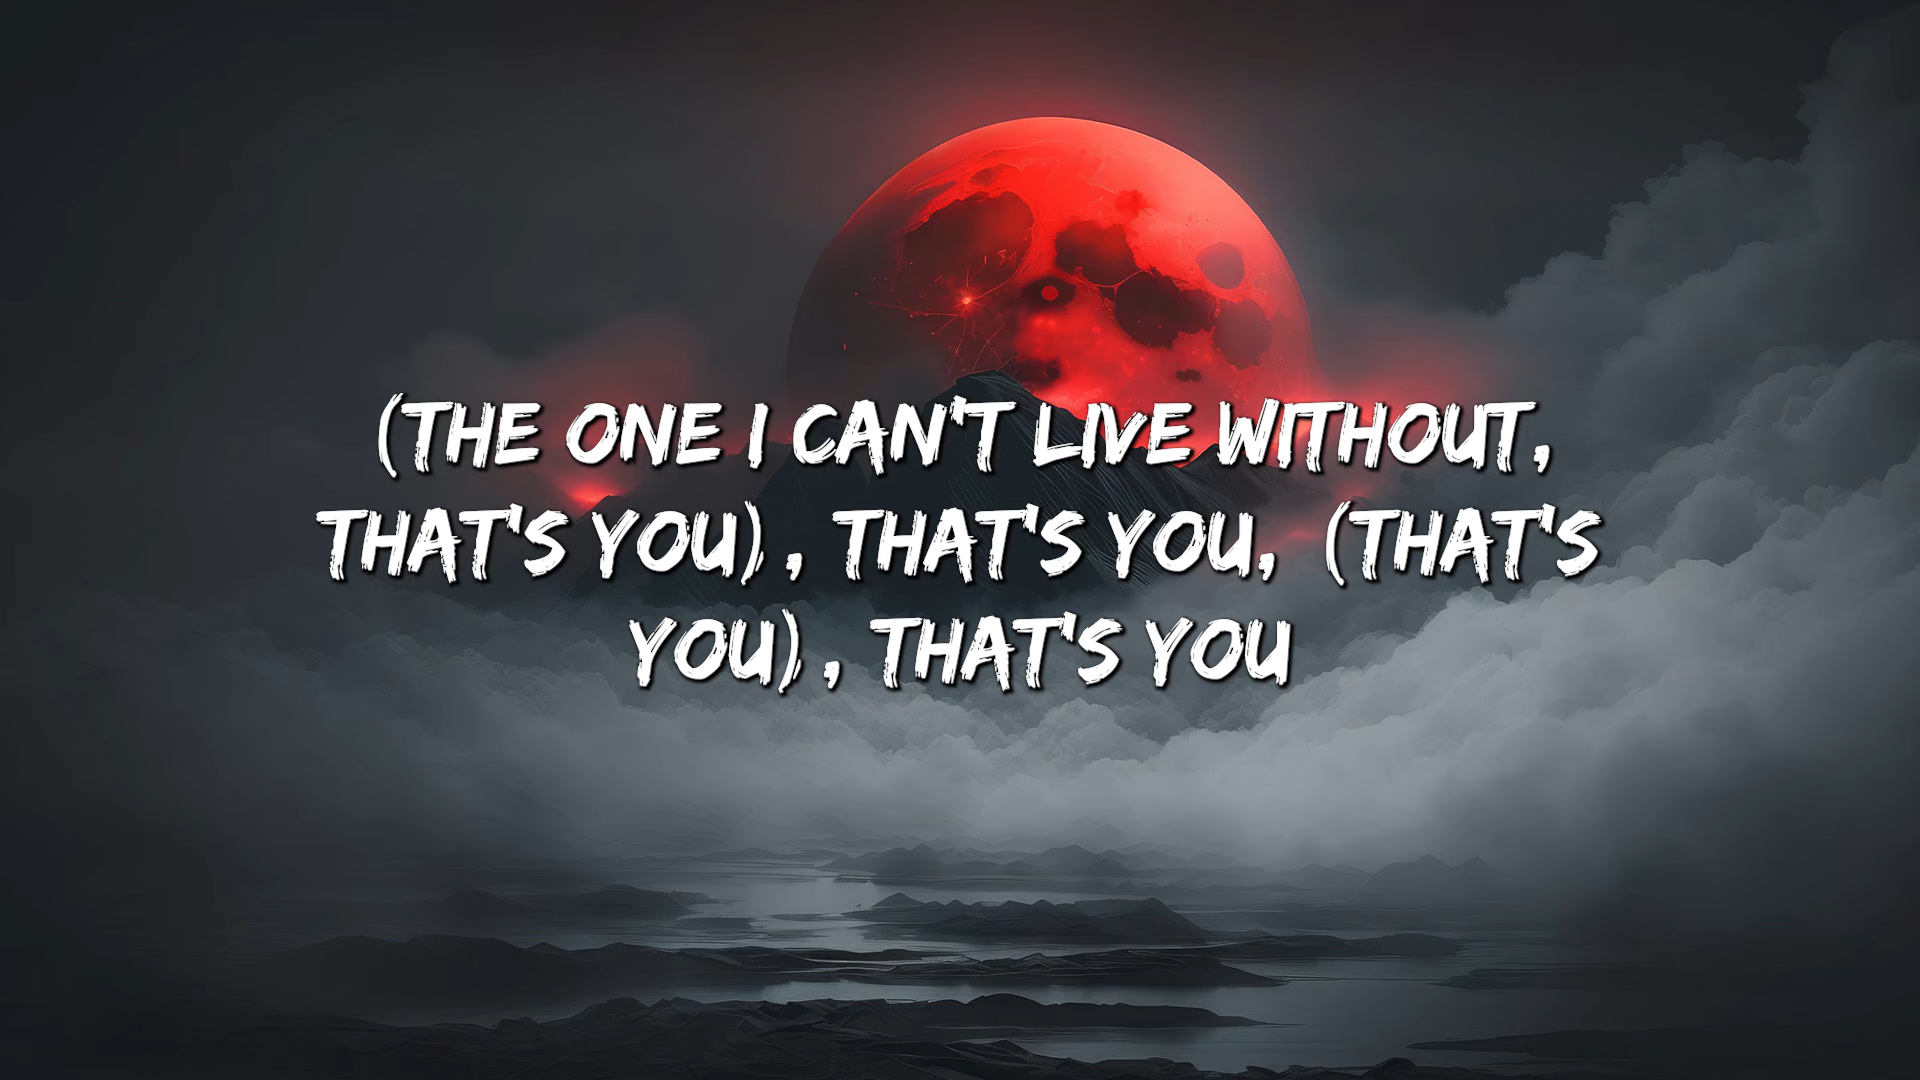 (THE ONE I CAN'T LIVE WITHOUT,
THAT'S YOU), THAT'S YOU, (THAT'S
YOU), THAT'S YOU